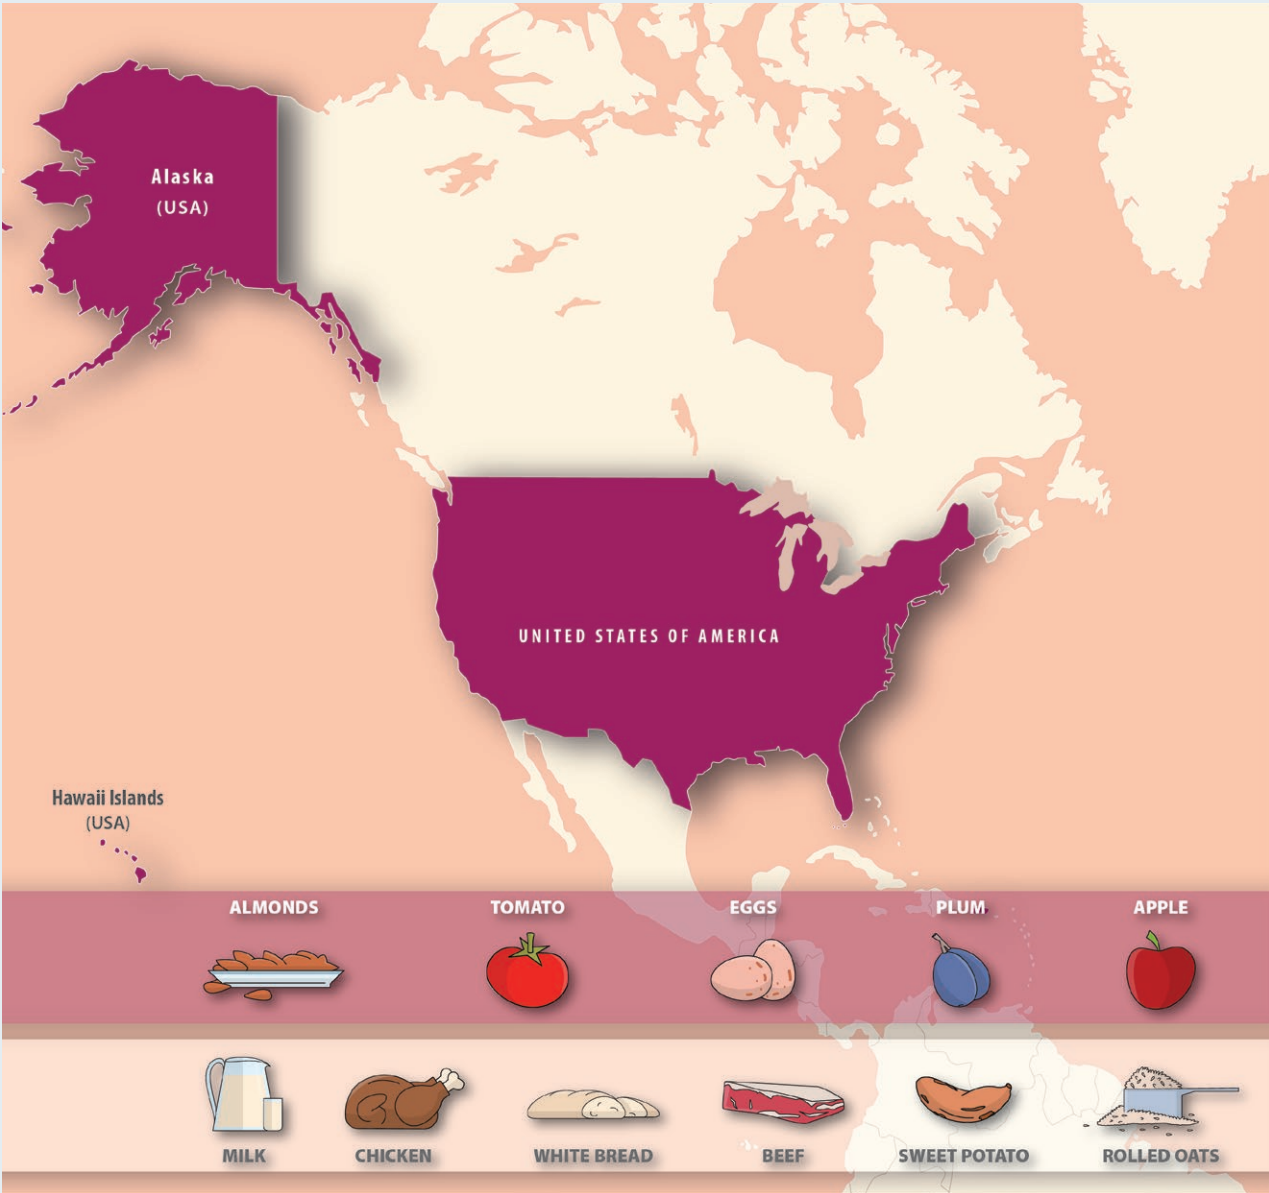 Alaska
(USA)
UNITED STATES OF AMERICA
Hawaii Islands
(USA)
ALMONDS
TOMATO
EGGS
PLUM
APPLE
MILK
CHICKEN
WHITE BREAD
BEEF
SWEET POTATO
ROLLED OATS